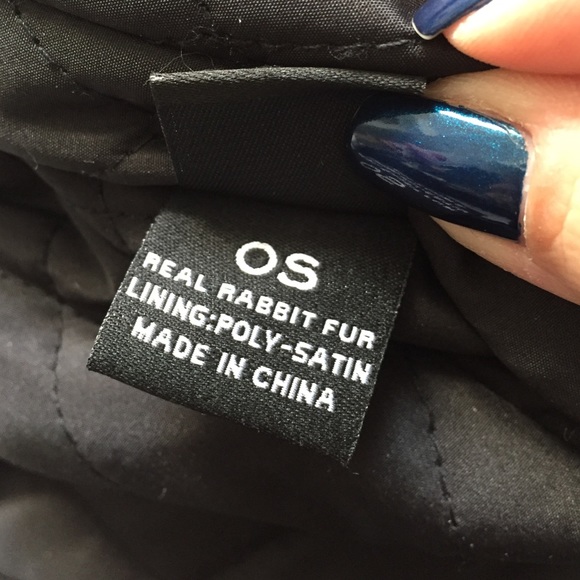 OS
REAL RABBIT FUR
LINING:POLY-SATIN
MADE IN CHINA